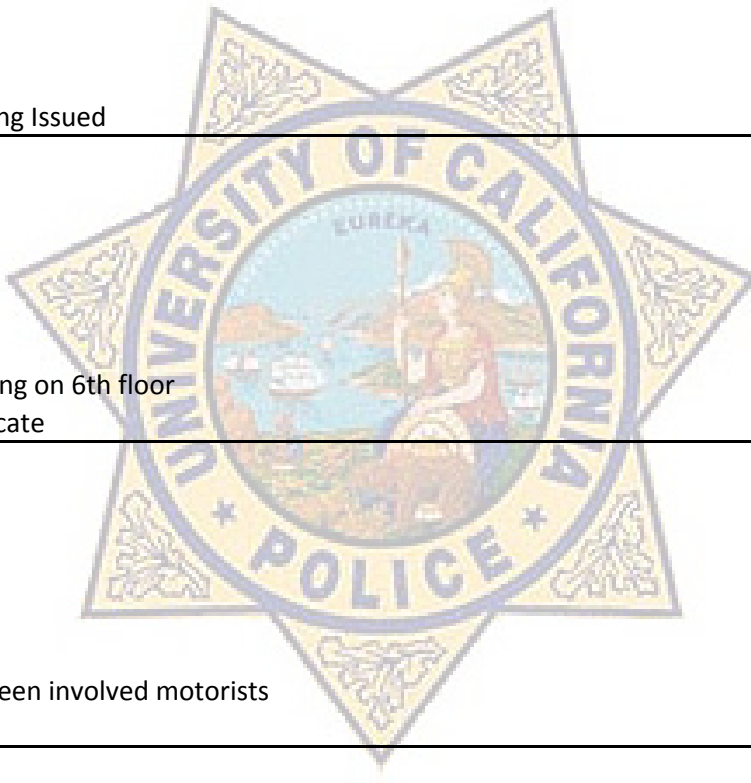 ng Issued
UNIVERSITY OF CALIFORNIA
EUREKA
ng on 6th floor
cate
* POLICE *
een involved motorists